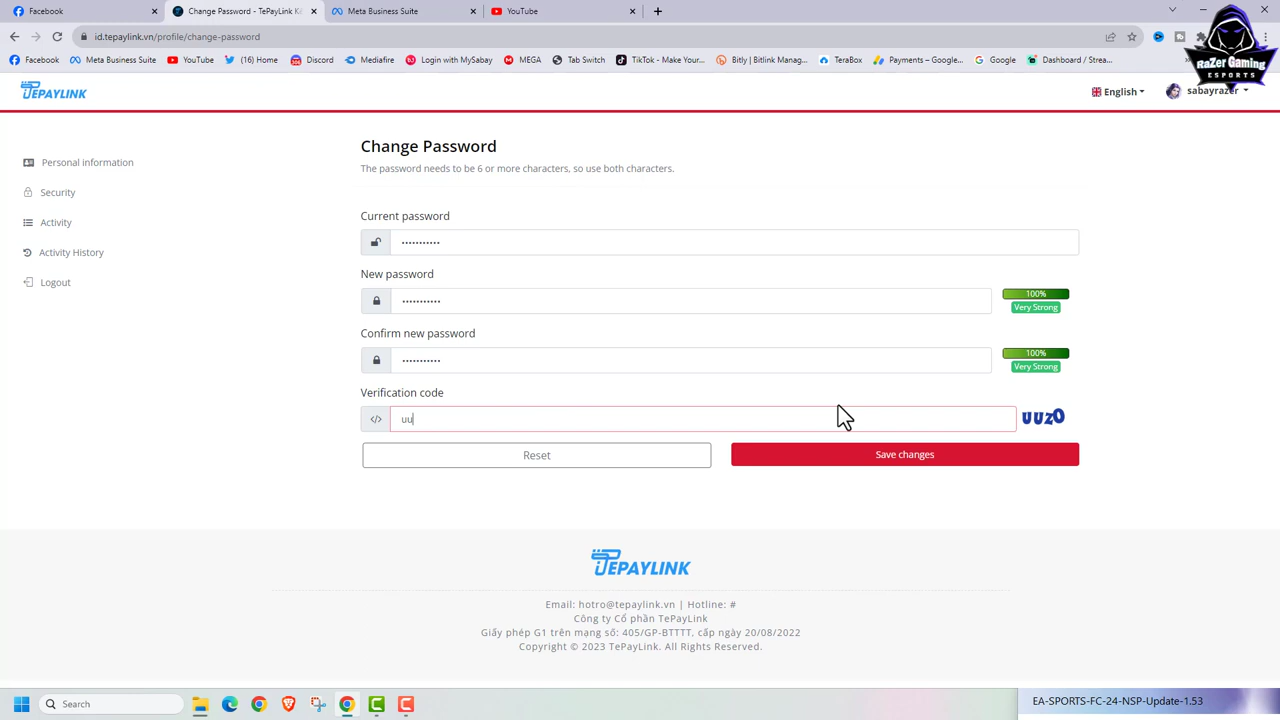 Facebook
Change Password - TePayLink Ke
Meta Business Suite
YouTube
id.tepaylink.vn/profile/change-password
Facebook
Meta Business Suite
YouTube
(16) Home
Discord
Mediafire
Login with MySabay
MEGA
Tab Switch
TikTok - Make Your...
Bitly | Bitlink Manag...
TeraBox
Payments – Google...
Google
Dashboard / Strea...
RaZer Gaming
ESPORTS
TEPAYLINK
English
sabayrazer
Personal information
Security
Activity
Activity History
Logout
Change Password
The password needs to be 6 or more characters, so use both characters.
Current password
•••••••••••
New password
•••••••••••
100%
Very Strong
Confirm new password
•••••••••••
100%
Very Strong
Verification code
</> uu
uuzO
Reset
Save changes
TEPAYLINK
Email: hotro@tepaylink.vn | Hotline: #
Công ty Cổ phần TePayLink
Giấy phép G1 trên mạng số: 405/GP-BTTTT, cấp ngày 20/08/2022
Copyright © 2023 TePayLink. All Rights Reserved.
Search
EA-SPORTS-FC-24-NSP-Update-1.53